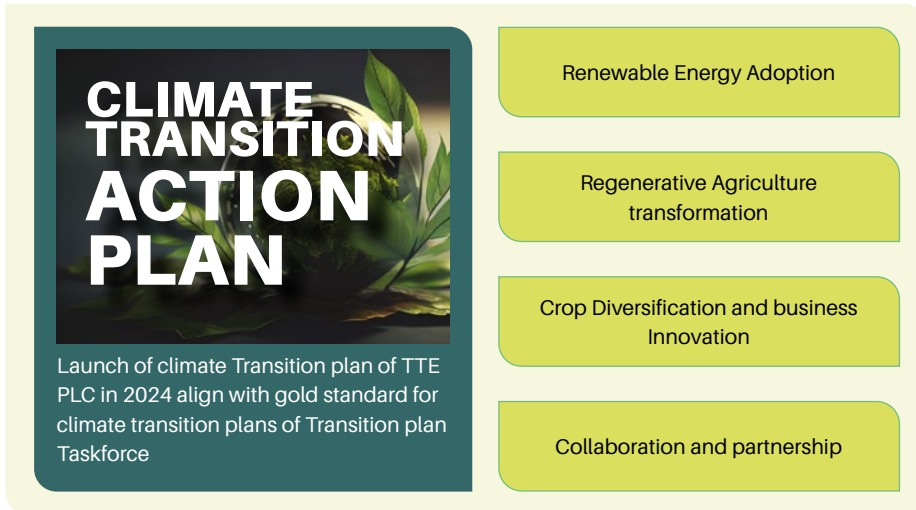 CLIMATE
TRANSITION
ACTION
PLAN
Launch of climate Transition plan of TTE
PLC in 2024 align with gold standard for
climate transition plans of Transition plan
Taskforce
Renewable Energy Adoption
Regenerative Agriculture
transformation
Crop Diversification and business
Innovation
Collaboration and partnership